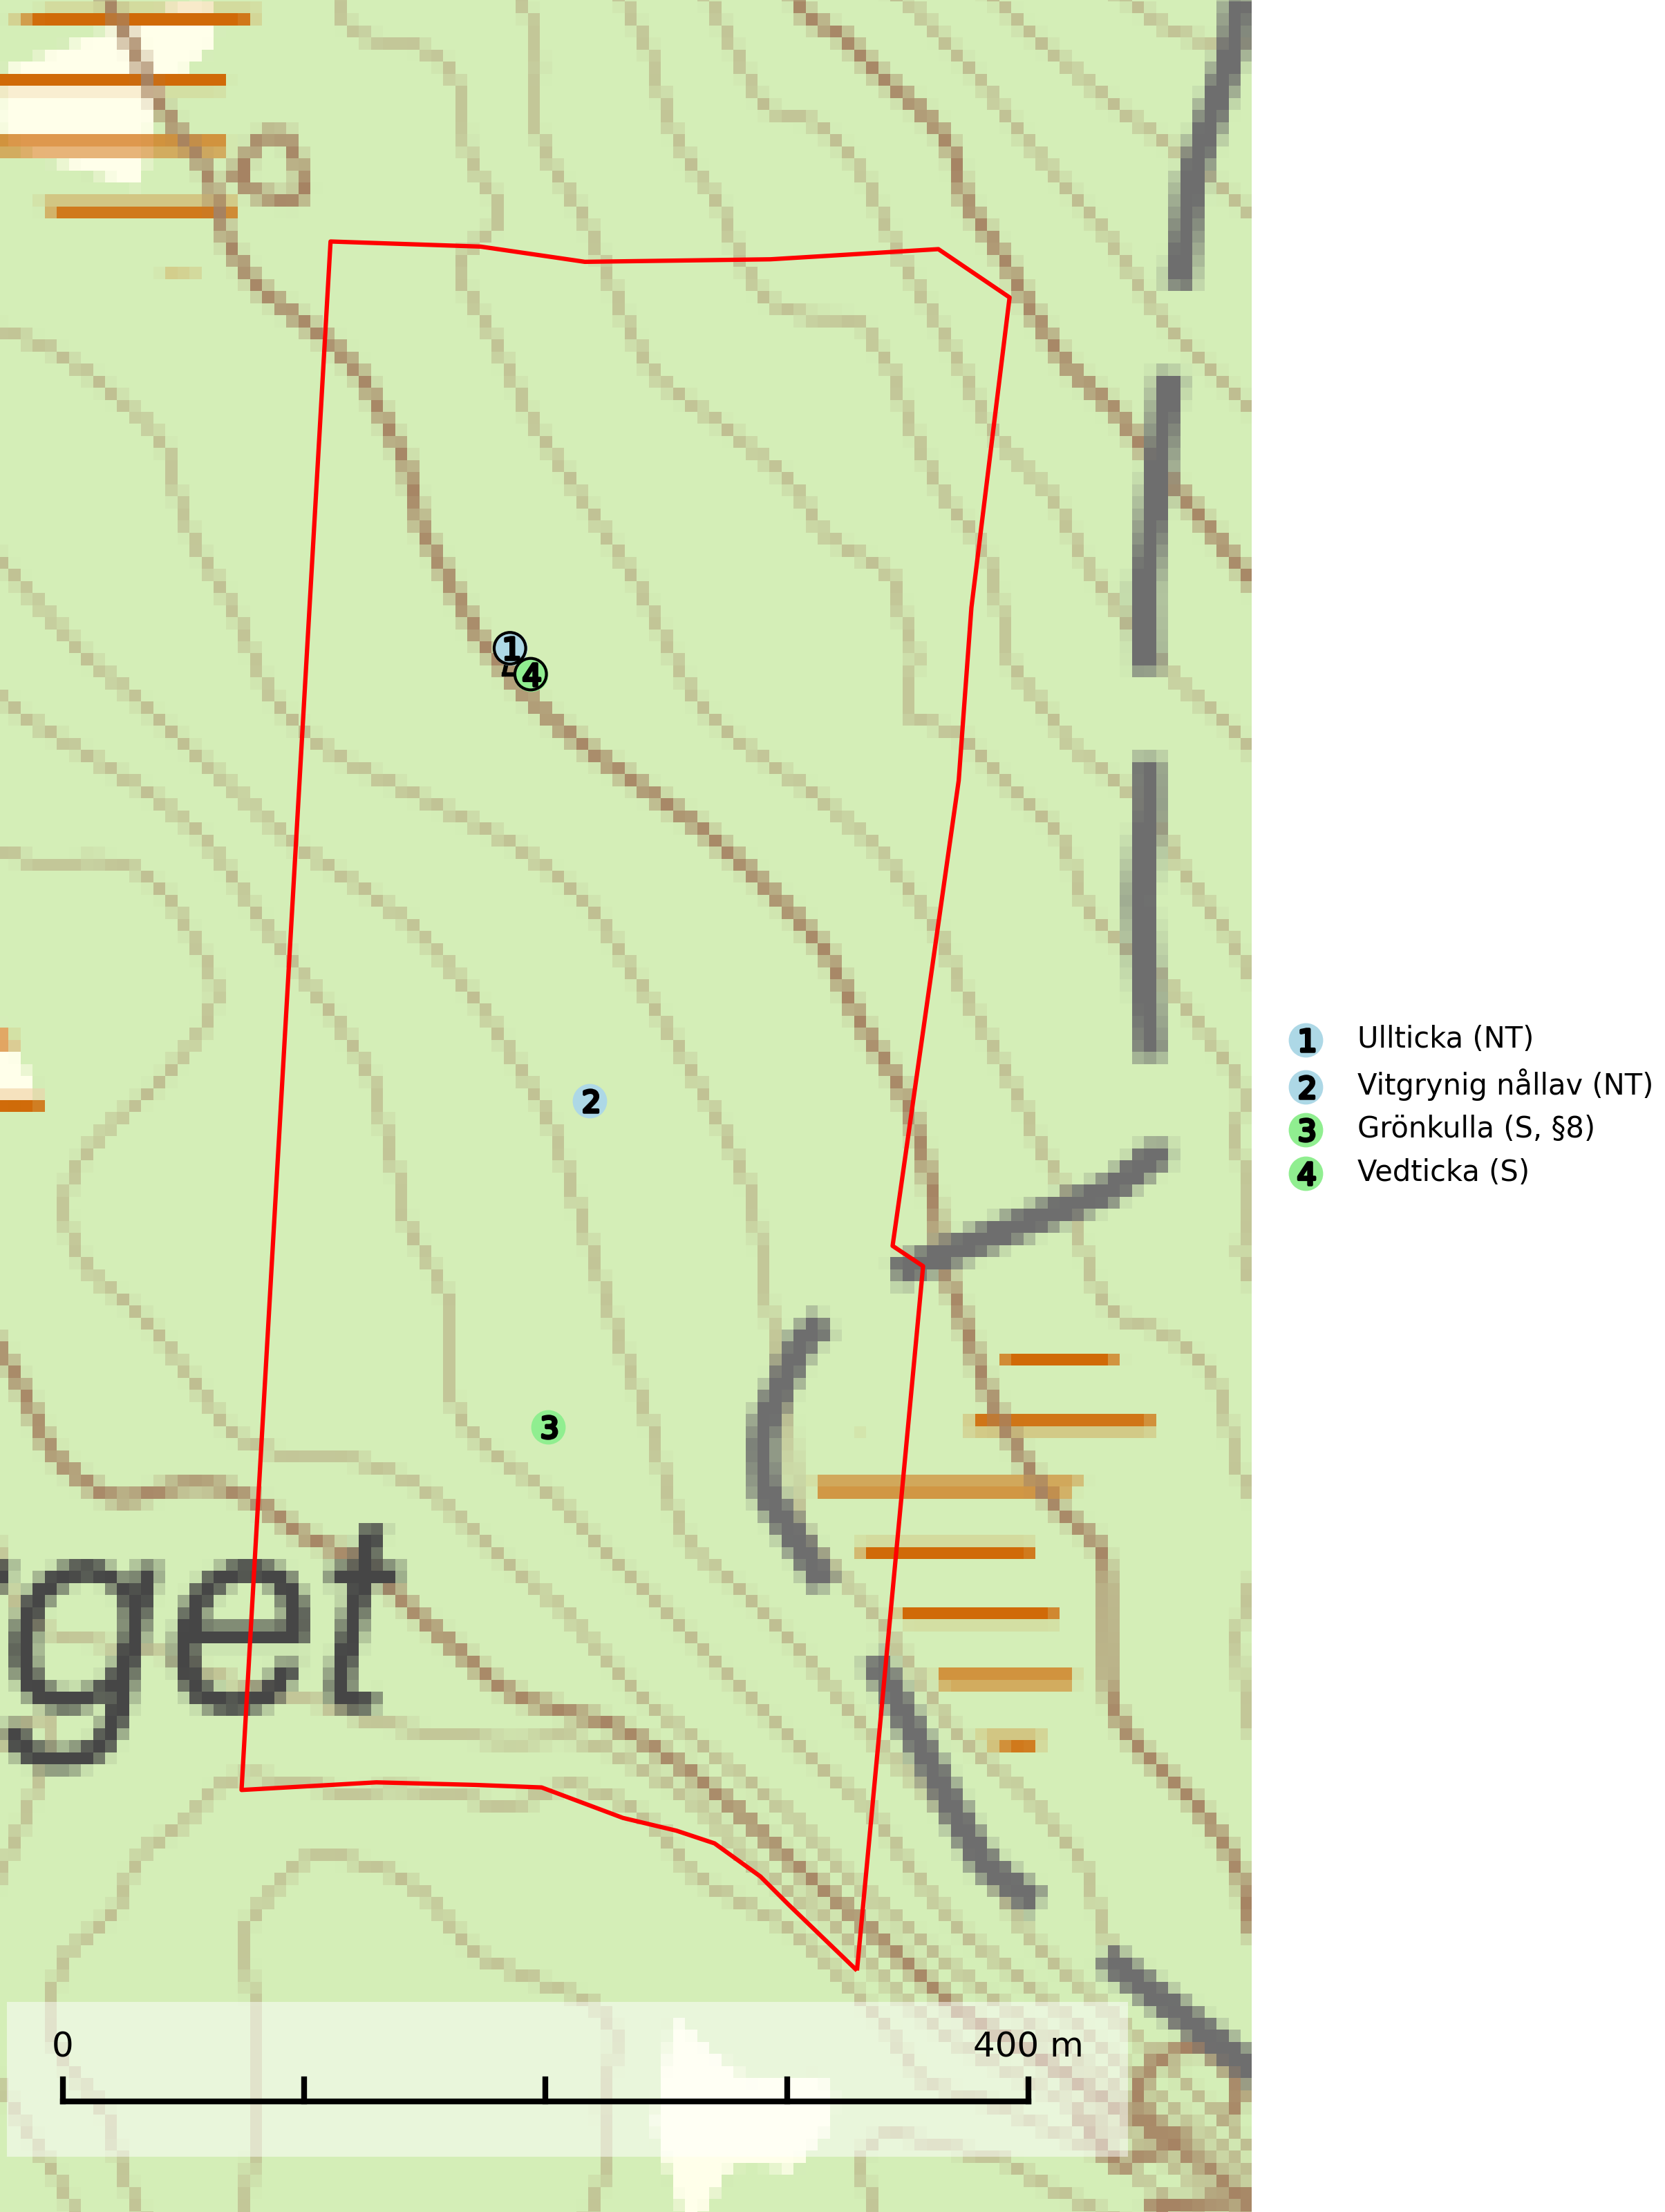 1
4
2
3
get
0 400 m
1 Ullticka (NT)
2 Vitgrynig nållav (NT)
3 Grönkulla (S, §8)
4 Vedticka (S)